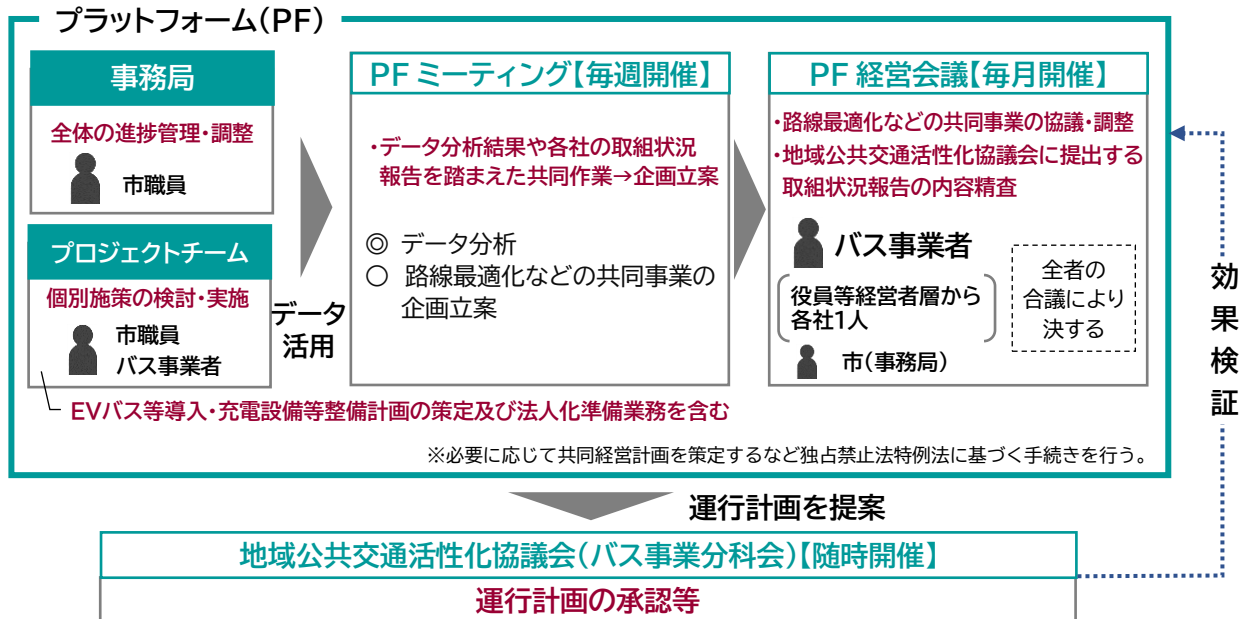 プラットフォーム(PF)
事務局
全体の進捗管理・調整
市職員
プロジェクトチーム
個別施策の検討・実施
市職員
バス事業者
データ
活用
PFミーティング【毎週開催】
・データ分析結果や各社の取組状況
報告を踏まえた共同作業→企画立案
◎ データ分析
○ 路線最適化などの共同事業の
企画立案
PF経営会議【毎月開催】
・路線最適化などの共同事業の協議・調整
・地域公共交通活性化協議会に提出する
取組状況報告の内容精査
バス事業者
役員等経営者層から
各社1人
市(事務局)
全者の
合議により
決する
EVバス等導入・充電設備等整備計画の策定及び法人化準備業務を含む
※必要に応じて共同経営計画を策定するなど独占禁止法特例法に基づく手続きを行う。
効果検証
運行計画を提案
地域公共交通活性化協議会(バス事業分科会)【随時開催】
運行計画の承認等